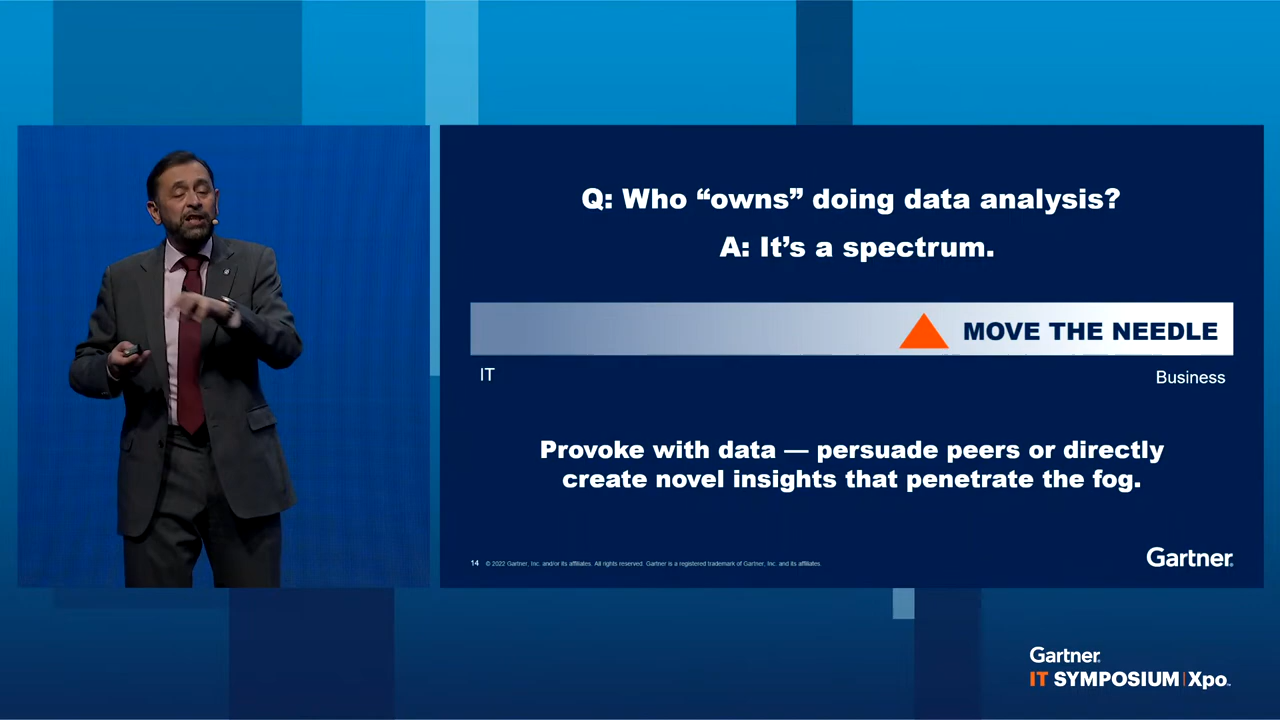 Q: Who “owns” doing data analysis?
A: It’s a spectrum.
MOVE THE NEEDLE
IT
Business
Provoke with data — persuade peers or directly
create novel insights that penetrate the fog.
14 © 2022 Gartner, Inc. and/or its affiliates. All rights reserved. Gartner is a registered trademark of Gartner, Inc. and its affiliates.
Gartner®
Gartner®
IT SYMPOSIUM | Xpo™